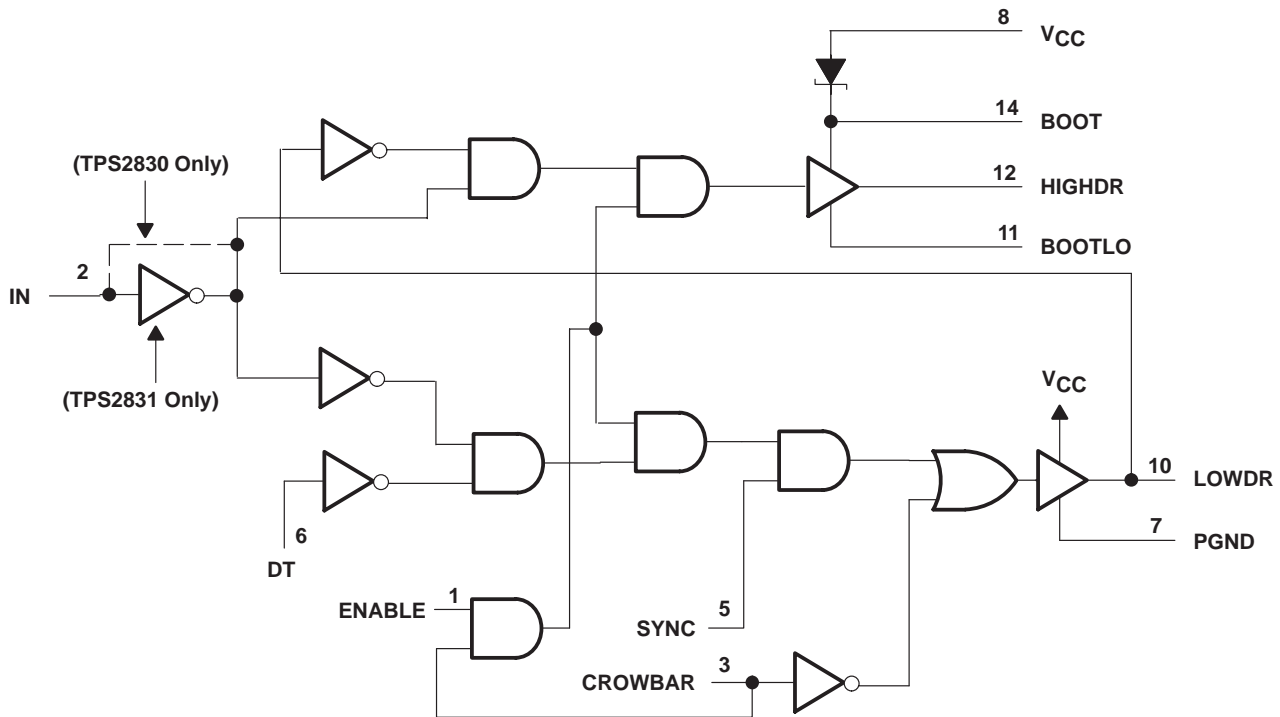 8 VCC
14 BOOT
(TPS2830 Only)
12 HIGHDR
11 BOOTLO
2
IN
(TPS2831 Only)
VCC
10 LOWDR
6
7 PGND
DT
ENABLE 1
5
SYNC
3
CROWBAR